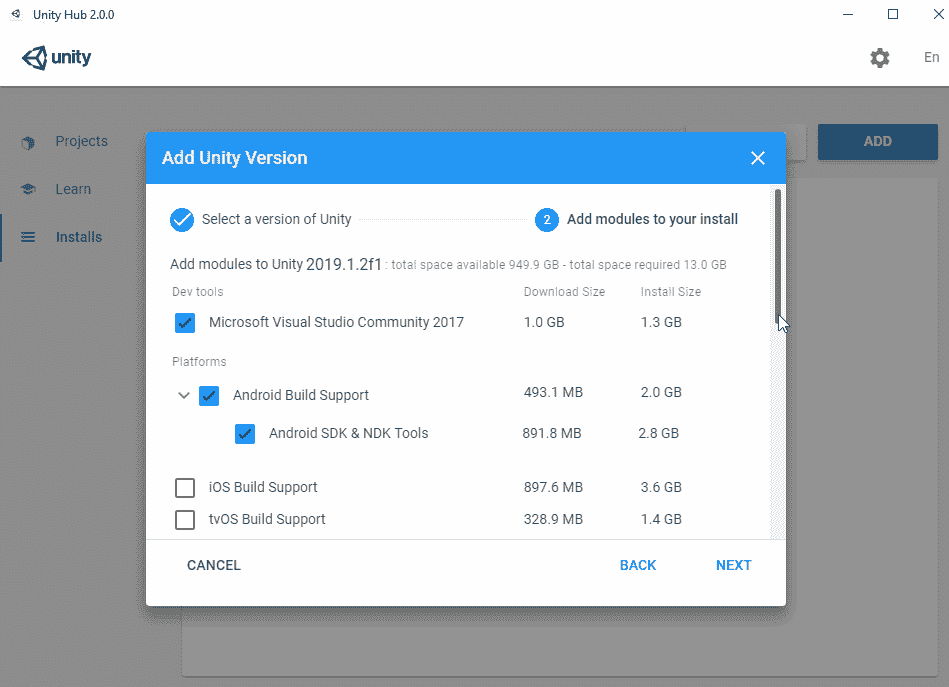 Unity Hub 2.0.0
unity
En
Projects
Learn
Installs
ADD
Add Unity Version
Select a version of Unity
2
Add modules to your install
Add modules to Unity 2019.1.2f1 : total space available 949.9 GB - total space required 13.0 GB
Dev tools Download Size Install Size
Microsoft Visual Studio Community 2017 1.0 GB 1.3 GB
Platforms
Android Build Support 493.1 MB 2.0 GB
Android SDK & NDK Tools 891.8 MB 2.8 GB
iOS Build Support 897.6 MB 3.6 GB
tvOS Build Support 328.9 MB 1.4 GB
CANCEL BACK NEXT